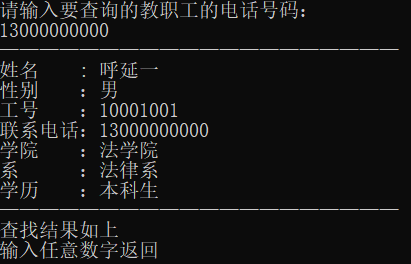 请输入要查询的教职工的电话号码：
13000000000
————————————————————
姓名    : 呼延一
性别    : 男
工号    : 10001001
联系电话: 13000000000
学院    : 法学院
系      : 法律系
学历    : 本科生
————————————————————
查找结果如上
输入任意数字返回